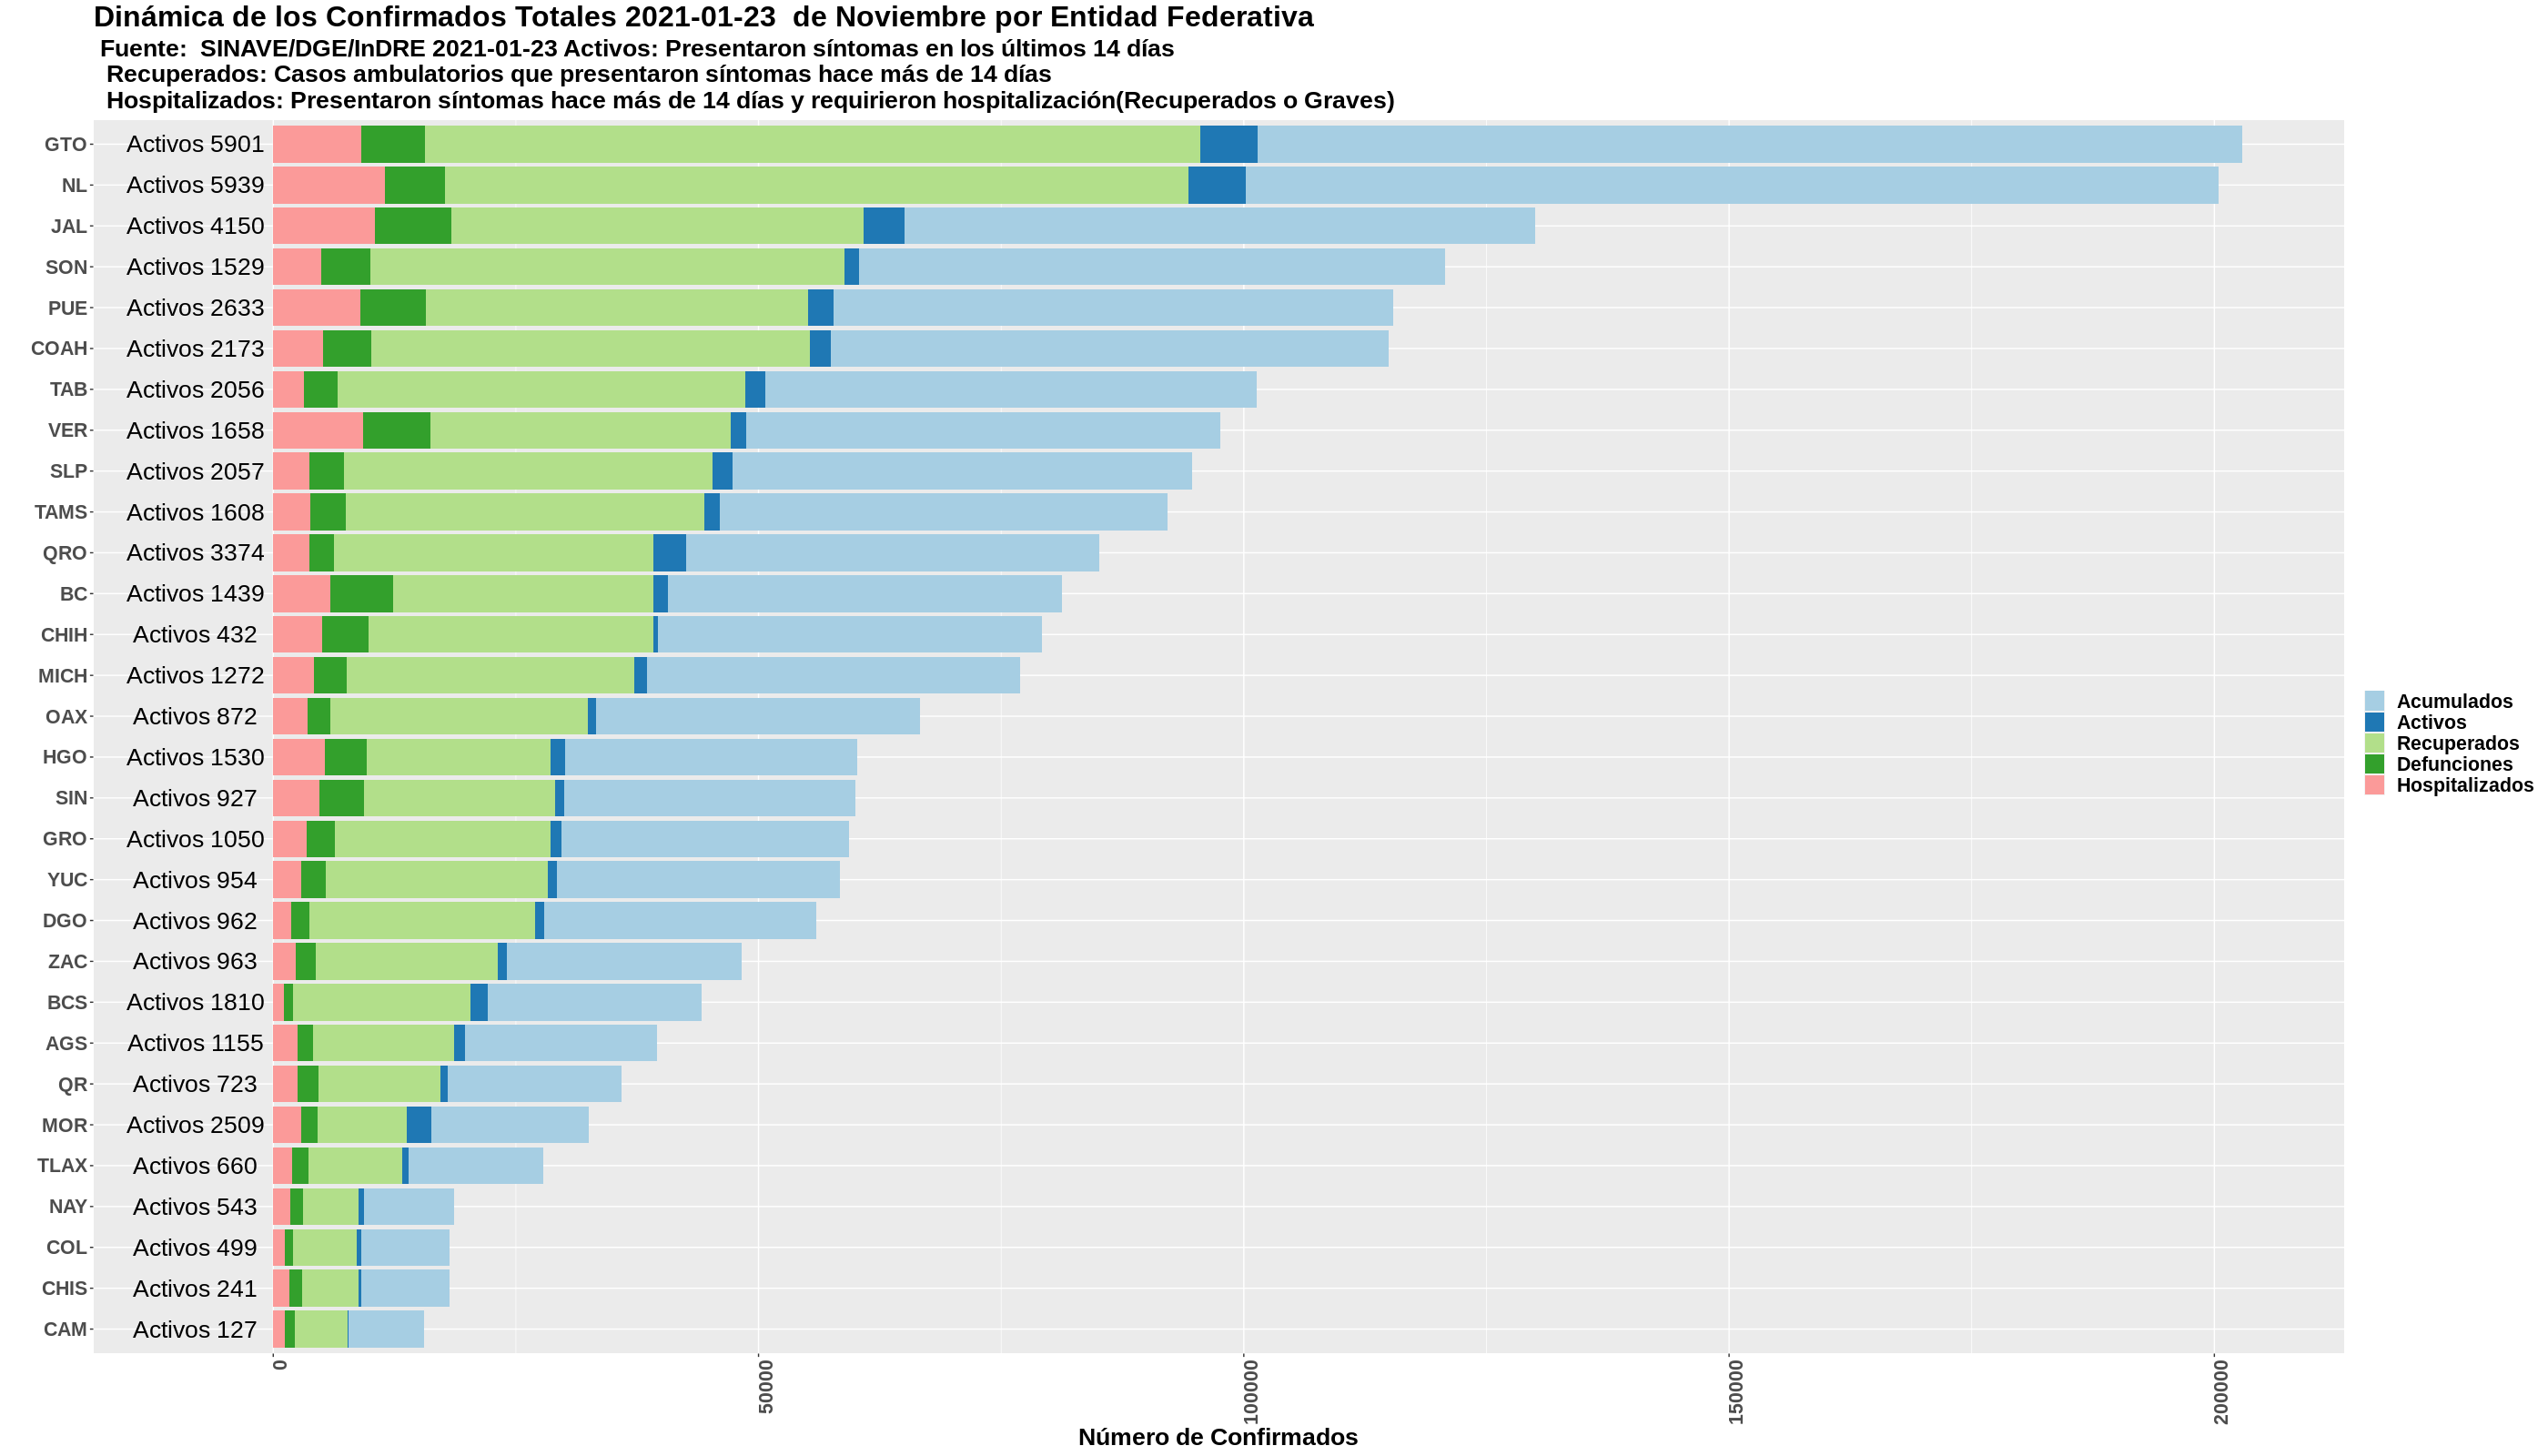 Dinámica de los Confirmados Totales 2021-01-23  de Noviembre por Entidad Federativa
Fuente:  SINAVE/DGE/InDRE 2021-01-23 Activos: Presentaron síntomas en los últimos 14 días
Recuperados: Casos ambulatorios que presentaron síntomas hace más de 14 días
Hospitalizados: Presentaron síntomas hace más de 14 días y requirieron hospitalización(Recuperados o Graves)
GTO Activos 5901
NL Activos 5939
JAL Activos 4150
SON Activos 1529
PUE Activos 2633
COAH Activos 2173
TAB Activos 2056
VER Activos 1658
SLP Activos 2057
TAMS Activos 1608
QRO Activos 3374
BC Activos 1439
CHIH Activos 432
MICH Activos 1272
OAX Activos 872
HGO Activos 1530
SIN Activos 927
GRO Activos 1050
YUC Activos 954
DGO Activos 962
ZAC Activos 963
BCS Activos 1810
AGS Activos 1155
QR Activos 723
MOR Activos 2509
TLAX Activos 660
NAY Activos 543
COL Activos 499
CHIS Activos 241
CAM Activos 127
0 50000 100000 150000 200000
Número de Confirmados
Acumulados
Activos
Recuperados
Defunciones
Hospitalizados